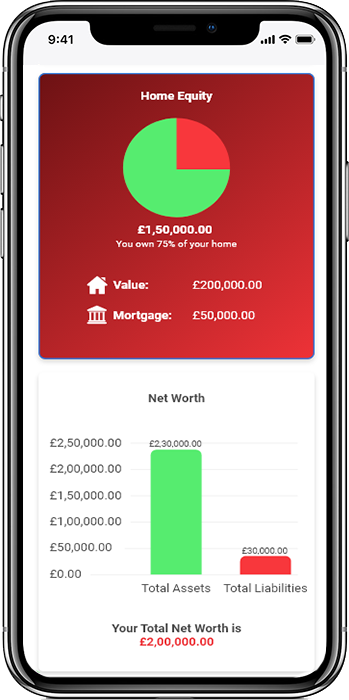 9:41
Home Equity
£1,50,000.00
You own 75% of your home
Value: £200,000.00
Mortgage: £50,000.00
Net Worth
£2,50,000.00
£2,30,000.00
£2,00,000.00
£1,50,000.00
£1,00,000.00
£50,000.00
£30,000.00
£0.00
Total Assets Total Liabilities
Your Total Net Worth is
£2,00,000.00